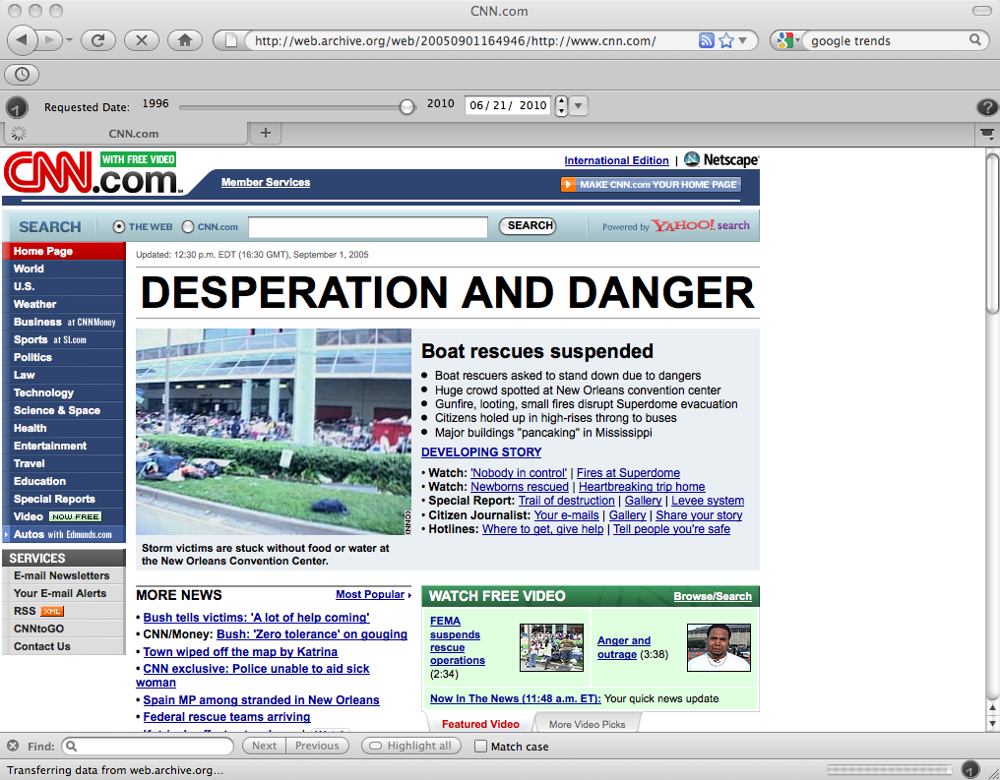 CNN.com
http://web.archive.org/web/20050901164946/http://www.cnn.com/
google trends
Requested Date: 1996 2010 06/ 21/ 2010
CNN.com
CNN.com
WITH FREE VIDEO
International Edition | Netscape
Member Services
MAKE CNN.com YOUR HOME PAGE
SEARCH THE WEB CNN.com SEARCH Powered by YAHOO! search
Home Page
World
U.S.
Weather
Business at CNNMoney
Sports at SI.com
Politics
Law
Technology
Science & Space
Health
Entertainment
Travel
Education
Special Reports
Video NOW FREE
Autos with Edmunds.com
SERVICES
E-mail Newsletters
Your E-mail Alerts
RSS XML
CNNtoGO
Contact Us
Updated: 12:30 p.m. EDT (16:30 GMT), September 1, 2005
DESPERATION AND DANGER
CNN
Storm victims are stuck without food or water at
the New Orleans Convention Center.
Boat rescues suspended
• Boat rescuers asked to stand down due to dangers
• Huge crowd spotted at New Orleans convention center
• Gunfire, looting, small fires disrupt Superdome evacuation
• Citizens holed up in high-rises throng to buses
• Major buildings "pancaking" in Mississippi
DEVELOPING STORY
• Watch: 'Nobody in control' | Fires at Superdome
• Watch: Newborns rescued | Heartbreaking trip home
• Special Report: Trail of destruction | Gallery | Levee system
• Citizen Journalist: Your e-mails | Gallery | Share your story
• Hotlines: Where to get, give help | Tell people you're safe
MORE NEWS Most Popular
• Bush tells victims: 'A lot of help coming'
• CNN/Money: Bush: 'Zero tolerance' on gouging
• Town wiped off the map by Katrina
• CNN exclusive: Police unable to aid sick
woman
• Spain MP among stranded in New Orleans
• Federal rescue teams arriving
WATCH FREE VIDEO Browse/Search
FEMA
suspends
rescue
operations
(2:34)
Anger and
outrage (3:38)
Now In The News (11:48 a.m. ET): Your quick news update
Featured Video More Video Picks
Find: Next Previous Highlight all Match case
Transferring data from web.archive.org...